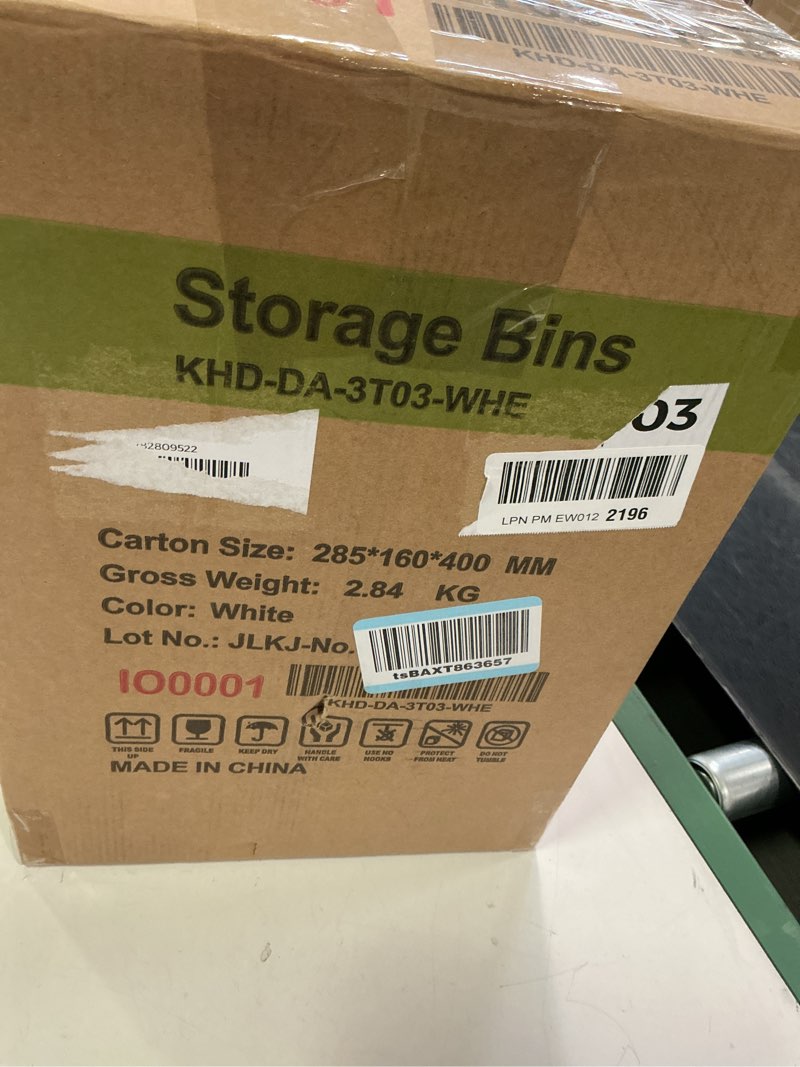 KHD-DA-3T03-WHE
Storage Bins
KHD-DA-3T03-WHE
03
82809522
LPN PM EW012 2196
Carton Size: 285*160*400 MM
Gross Weight: 2.84 KG
Color: White
Lot No.: JLKJ-No.
tsBAXT863657
IO0001
KHD-DA-3T03-WHE
THIS SIDE UP
FRAGILE
KEEP DRY
HANDLE WITH CARE
USE NO HOOKS
PROTECT FROM HEAT
DO NOT TUMBLE
MADE IN CHINA